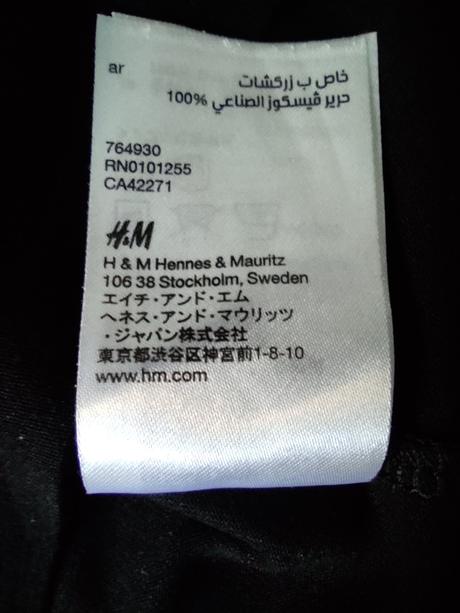 ar
خاص ب زركشات
حرير ڤيسكوز الصناعي 100%
764930
RN0101255
CA42271
H&M
H & M Hennes & Mauritz
106 38 Stockholm, Sweden
エイチ・アンド・エム
ヘネス・アンド・マウリッツ
・ジャパン株式会社
東京都渋谷区神宮前1-8-10
www.hm.com